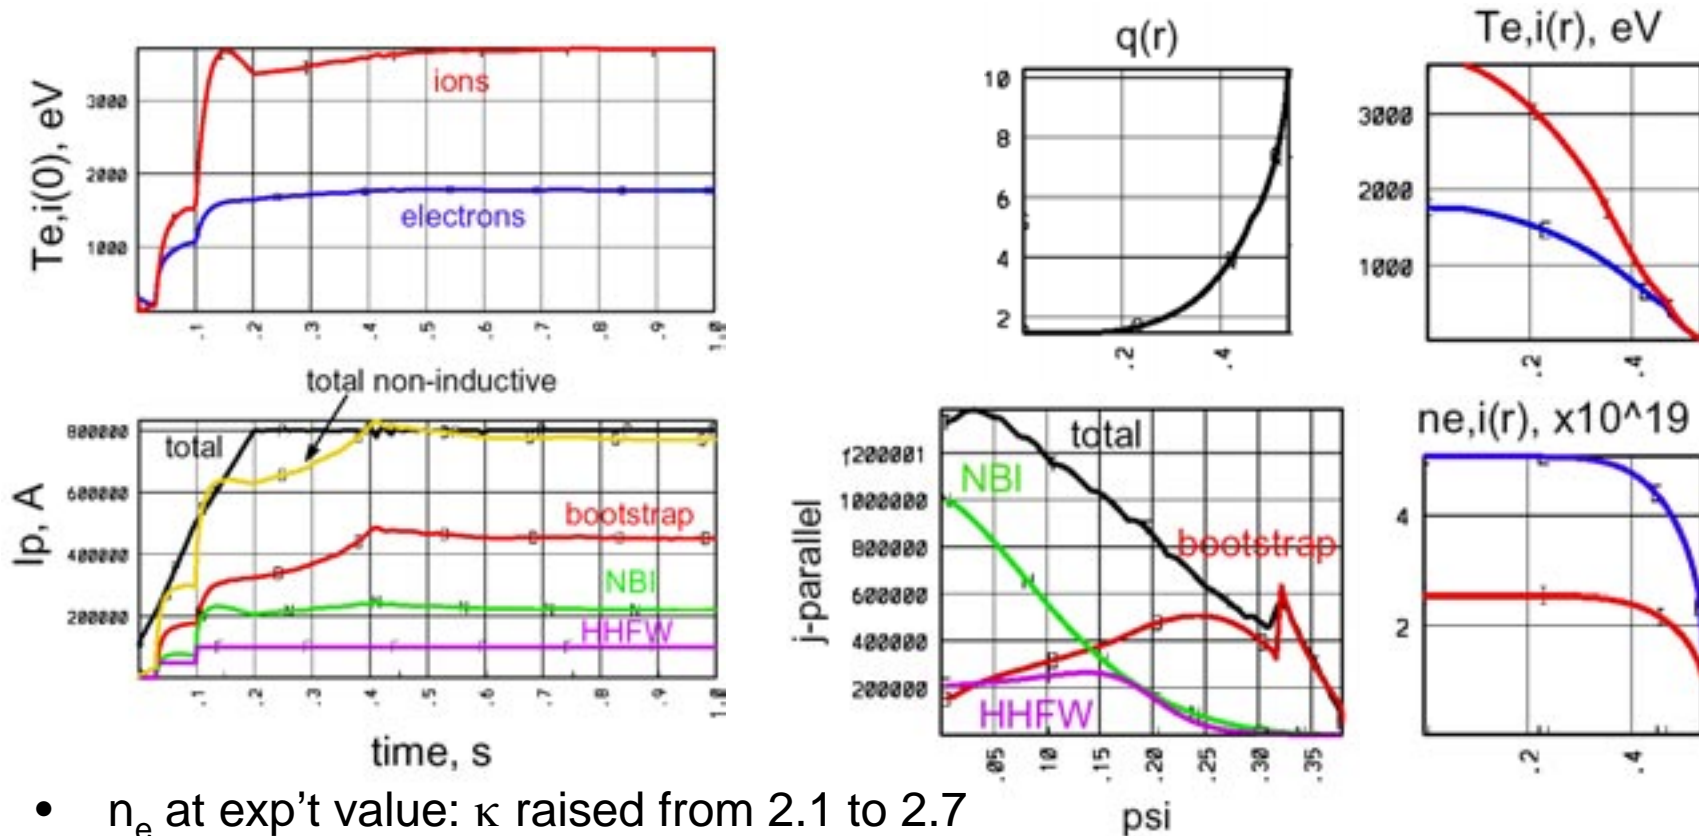 Te,i(0), eV
3000
2000
1000
ions
electrons
.1 .2 .3 .4 .5 .6 .7 .8 .9 1.0
total non-inductive
Ip, A
800000
600000
400000
200000
total
bootstrap
NBI
HHFW
.1 .2 .3 .4 .5 .6 .7 .8 .9 1.0
time, s
q(r)
10
8
6
4
2
.2 .4
Te,i(r), eV
3000
2000
1000
.2 .4
j-parallel
1000000
800000
600000
400000
200000
total
NBI
bootstrap
HHFW
.05 .10 .15 .20 .25 .30 .35
psi
ne,i(r), x10^19
4
2
.2 .4
• nₑ at exp't value: κ raised from 2.1 to 2.7